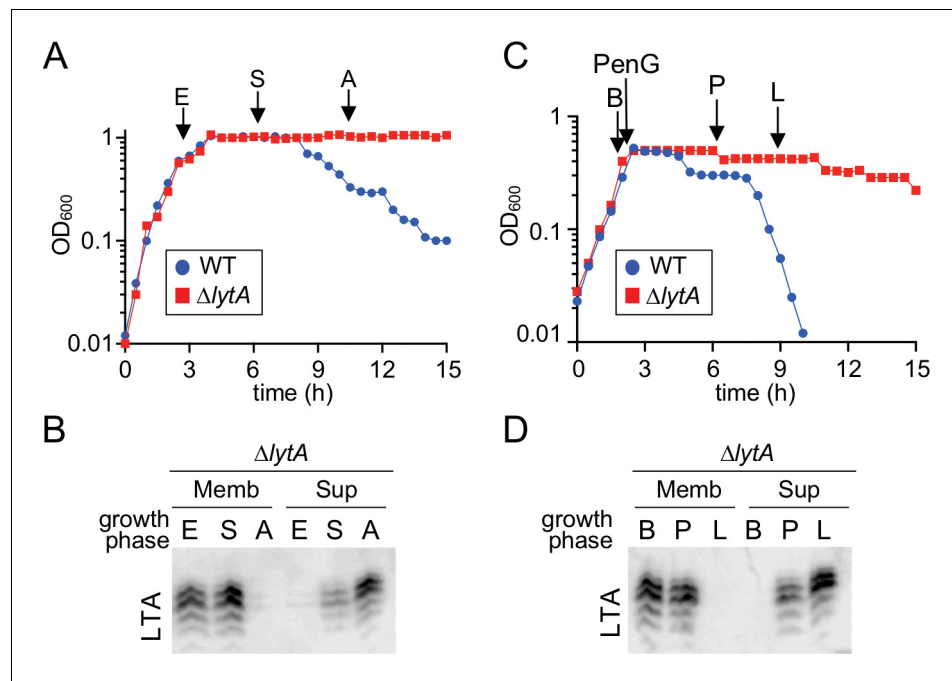 A
E
S
A
1
0.1
0.01
OD600
WT
ΔlytA
0 3 6 9 12 15
time (h)
B
ΔlytA
Memb Sup
growth phase
E S A E S A
LTA
C
PenG
B
P
L
1
0.1
0.01
OD600
WT
ΔlytA
0 3 6 9 12 15
time (h)
D
ΔlytA
Memb Sup
growth phase
B P L B P L
LTA